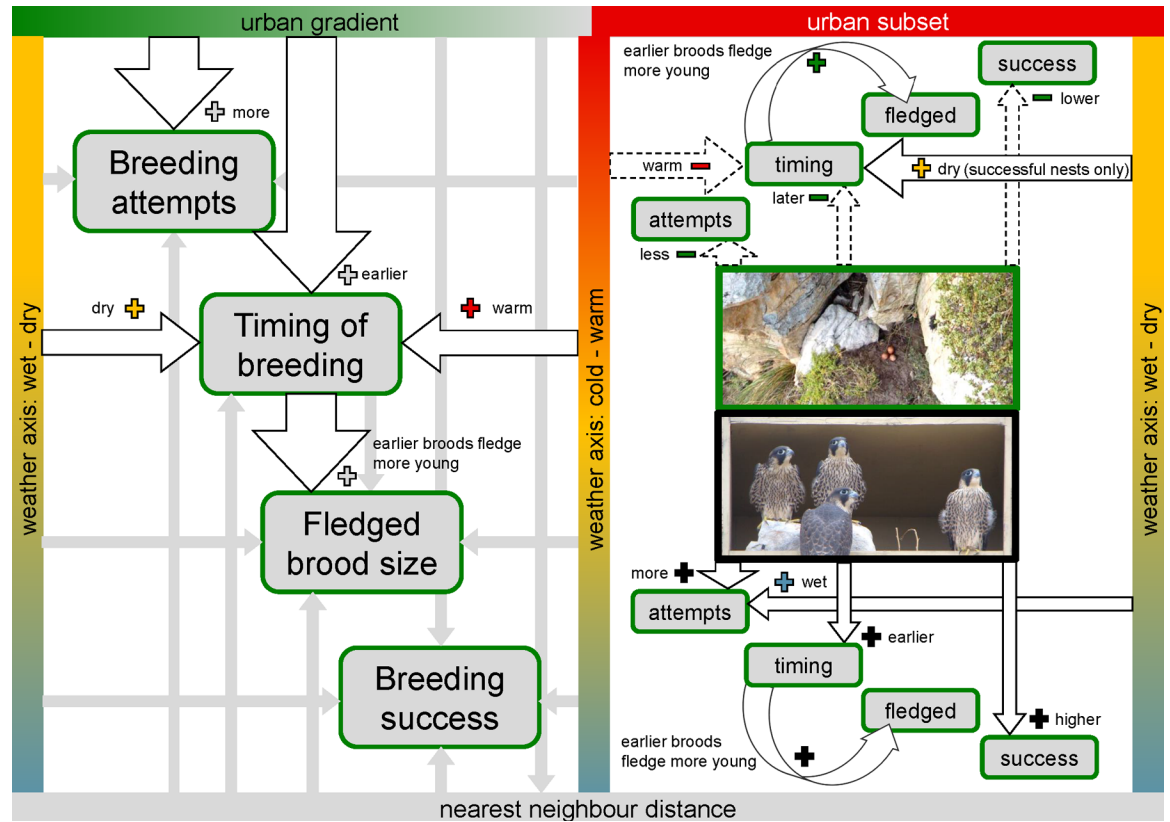 urban gradient
urban subset
weather axis: wet - dry
more
Breeding
attempts
earlier
dry
warm
Timing of
breeding
earlier broods fledge
more young
Fledged
brood size
Breeding
success
weather axis: cold - warm
earlier broods fledge
more young
success
lower
fledged
warm
timing
dry (successful nests only)
later
attempts
less
more
wet
attempts
earlier
timing
fledged
higher
earlier broods
fledge more young
success
weather axis: wet - dry
nearest neighbour distance